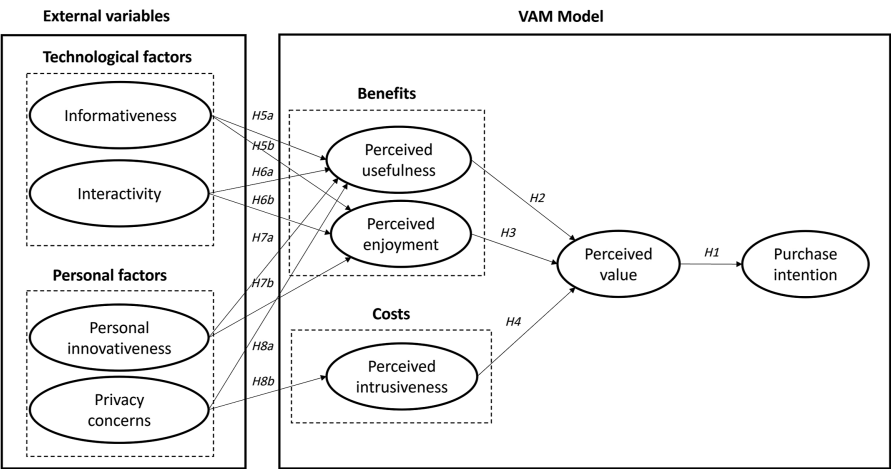 External variables
VAM Model
Technological factors
Informativeness
Interactivity
Personal factors
Personal
innovativeness
Privacy
concerns
H5a
H5b
H6a
H6b
H7a
H7b
H8a
H8b
Benefits
Perceived
usefulness
Perceived
enjoyment
Costs
Perceived
intrusiveness
H2
H3
H4
Perceived
value
H1
Purchase
intention